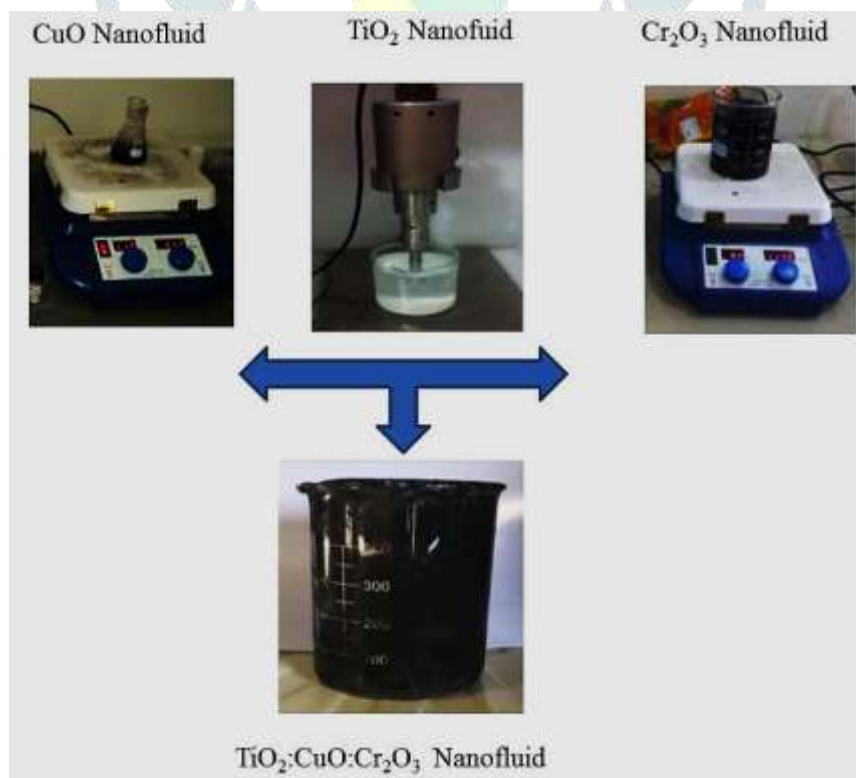 CuO Nanofluid
TiO₂ Nanofuid
Cr₂O₃ Nanofluid
300
TiO₂:CuO:Cr₂O₃ Nanofluid